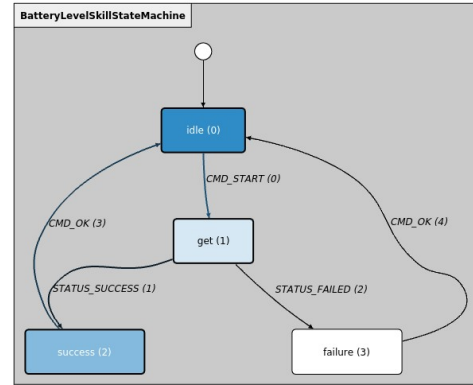 BatteryLevelSkillStateMachine
idle (0)
CMD_START (0)
CMD_OK (3)
CMD_OK (4)
get (1)
STATUS_SUCCESS (1)
STATUS_FAILED (2)
success (2)
failure (3)